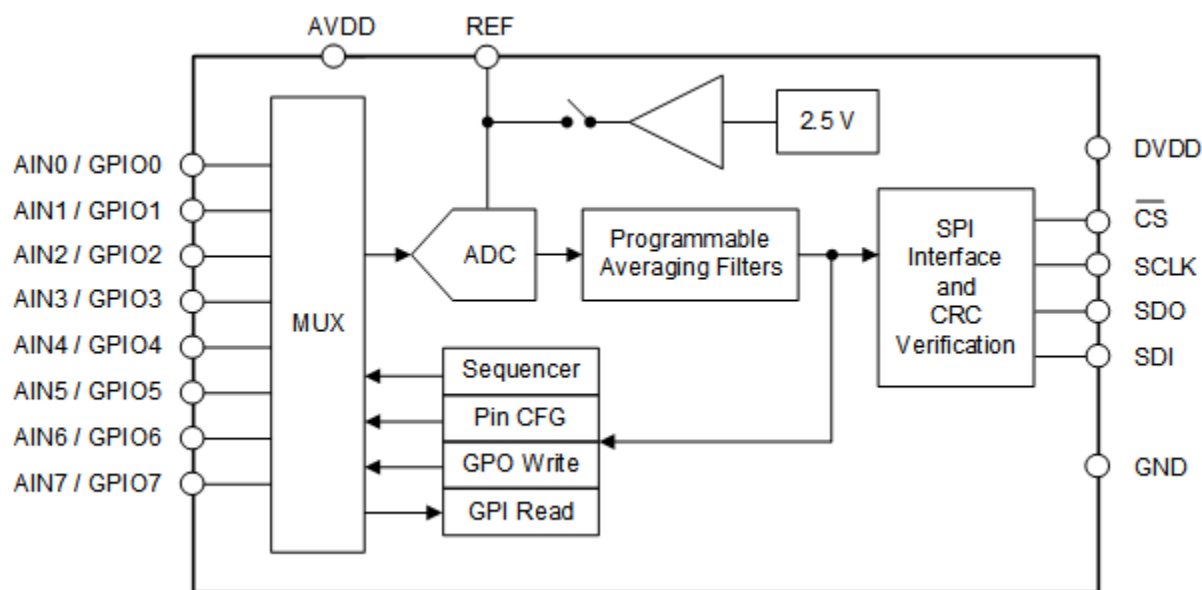 AVDD
REF
2.5 V
AIN0 / GPIO0
AIN1 / GPIO1
AIN2 / GPIO2
AIN3 / GPIO3
AIN4 / GPIO4
AIN5 / GPIO5
AIN6 / GPIO6
AIN7 / GPIO7
MUX
ADC
Programmable
Averaging Filters
Sequencer
Pin CFG
GPO Write
GPI Read
SPI
Interface
and
CRC
Verification
DVDD
CS
SCLK
SDO
SDI
GND